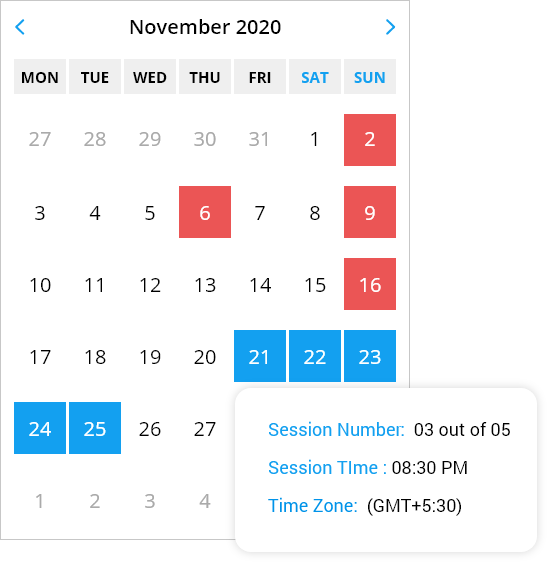 November 2020
MON TUE WED THU FRI SAT SUN
27 28 29 30 31 1 2
3 4 5 6 7 8 9
10 11 12 13 14 15 16
17 18 19 20 21 22 23
24 25 26 27
1 2 3 4
Session Number: 03 out of 05
Session TIme : 08:30 PM
Time Zone: (GMT+5:30)